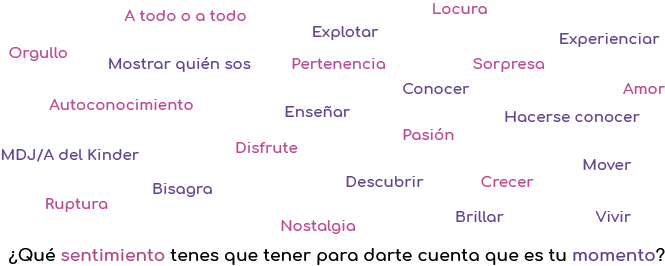 A todo o a todo
Locura
Explotar
Experienciar
Orgullo
Mostrar quién sos
Pertenencia
Sorpresa
Conocer
Amor
Autoconocimiento
Enseñar
Hacerse conocer
Pasión
Disfrute
MDJ/A del Kinder
Mover
Bisagra
Descubrir
Crecer
Ruptura
Nostalgia
Brillar
Vivir
¿Qué sentimiento tenes que tener para darte cuenta que es tu momento?